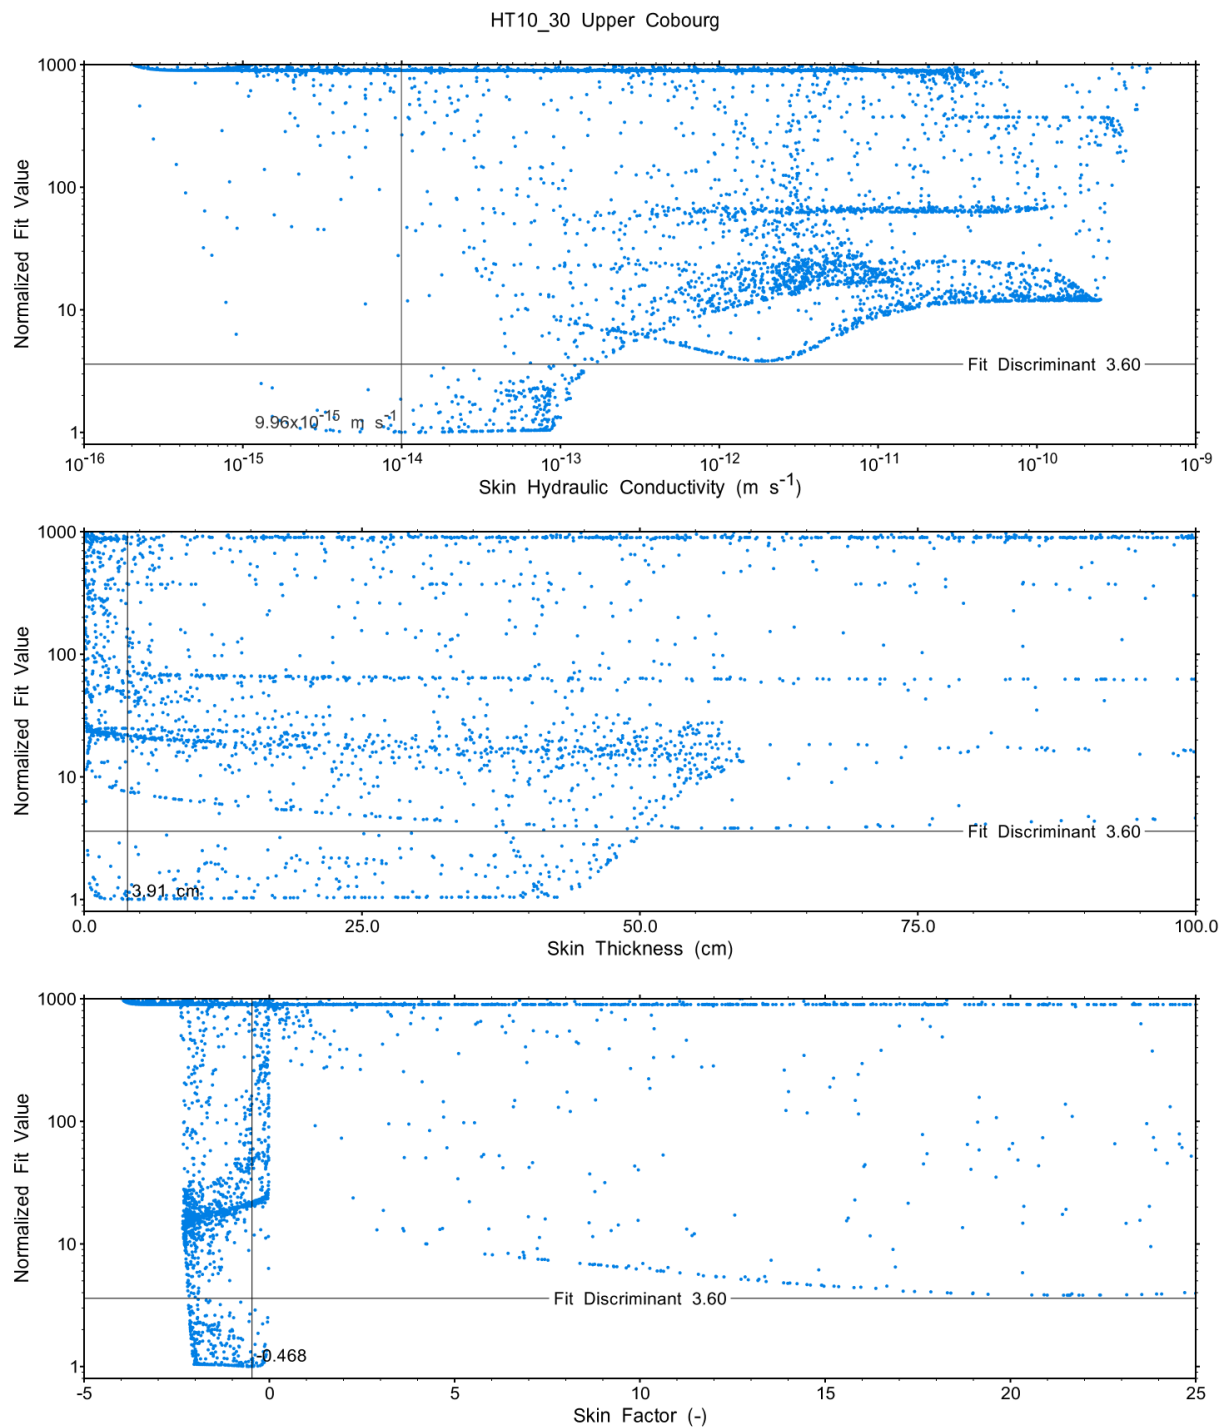 HT10_30 Upper Cobourg
1000
100
10
1
Normalized Fit Value
Fit Discriminant 3.60
9.96x10^-15 m s^-1
10^-16 10^-15 10^-14 10^-13 10^-12 10^-11 10^-10 10^-9
Skin Hydraulic Conductivity (m s^-1)
1000
100
10
1
Normalized Fit Value
Fit Discriminant 3.60
3.91 cm
0.0 25.0 50.0 75.0 100.0
Skin Thickness (cm)
1000
100
10
1
Normalized Fit Value
Fit Discriminant 3.60
-0.468
-5 0 5 10 15 20 25
Skin Factor (-)